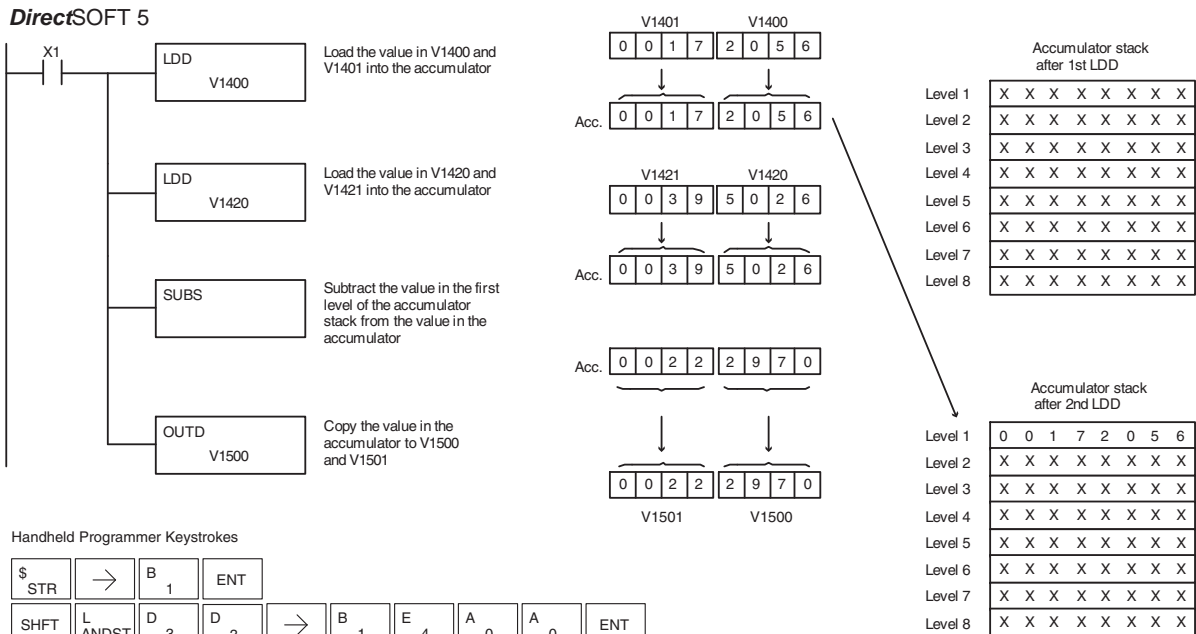 DirectSOFT 5
X1
LDD
V1400
Load the value in V1400 and
V1401 into the accumulator
LDD
V1420
Load the value in V1420 and
V1421 into the accumulator
SUBS
Subtract the value in the first
level of the accumulator
stack from the value in the
accumulator
OUTD
V1500
Copy the value in the
accumulator to V1500
and V1501
V1401 V1400
0 0 1 7 2 0 5 6
Acc. 0 0 1 7 2 0 5 6
V1421 V1420
0 0 3 9 5 0 2 6
Acc. 0 0 3 9 5 0 2 6
Acc. 0 0 2 2 2 9 7 0
0 0 2 2 2 9 7 0
V1501 V1500
Accumulator stack
after 1st LDD
Level 1 X X X X X X X X
Level 2 X X X X X X X X
Level 3 X X X X X X X X
Level 4 X X X X X X X X
Level 5 X X X X X X X X
Level 6 X X X X X X X X
Level 7 X X X X X X X X
Level 8 X X X X X X X X
Accumulator stack
after 2nd LDD
Level 1 0 0 1 7 2 0 5 6
Level 2 X X X X X X X X
Level 3 X X X X X X X X
Level 4 X X X X X X X X
Level 5 X X X X X X X X
Level 6 X X X X X X X X
Level 7 X X X X X X X X
Level 8 X X X X X X X X
Handheld Programmer Keystrokes
$ STR → B 1 ENT
SHFT L ANDST D 3 D 3 → B 1 E 4 A 0 A 0 ENT